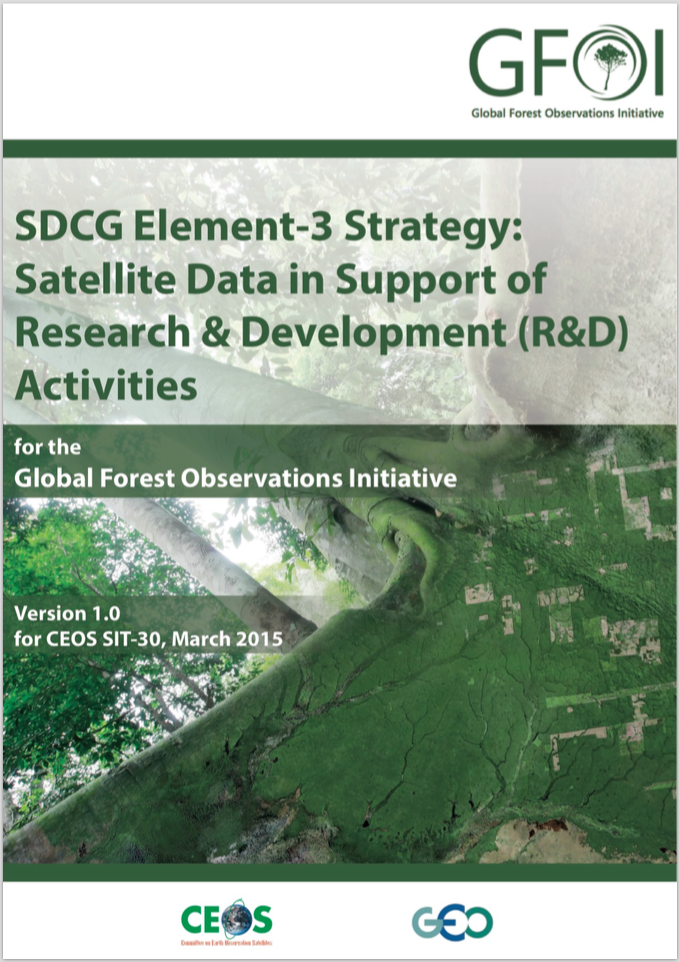 GFOI
Global Forest Observations Initiative
SDCG Element-3 Strategy:
Satellite Data in Support of
Research & Development (R&D)
Activities
for the
Global Forest Observations Initiative
Version 1.0
for CEOS SIT-30, March 2015
CEOS
Committee on Earth Observation Satellites
GEO